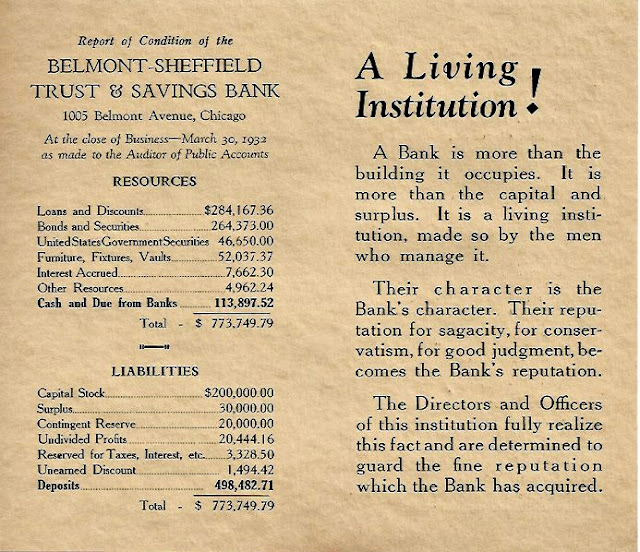 Report of Condition of the
BELMONT-SHEFFIELD
TRUST & SAVINGS BANK
1005 Belmont Avenue, Chicago
At the close of Business—March 30, 1932
as made to the Auditor of Public Accounts
RESOURCES
Loans and Discounts $284,167.36
Bonds and Securities 264,373.00
United States Government Securities 46,650.00
Furniture, Fixtures, Vaults 52,037.37
Interest Accrued 7,662.30
Other Resources 4,962.24
Cash and Due from Banks 113,897.52
Total - $ 773,749.79
LIABILITIES
Capital Stock $200,000.00
Surplus 30,000.00
Contingent Reserve 20,000.00
Undivided Profits 20,444.16
Reserved for Taxes, Interest, etc. 3,328.50
Unearned Discount 1,494.42
Deposits 498,482.71
Total - $ 773,749.79
A Living
Institution!
A Bank is more than the
building it occupies. It is
more than the capital and
surplus. It is a living insti-
tution, made so by the men
who manage it.
Their character is the
Bank's character. Their repu-
tation for sagacity, for conser-
vatism, for good judgment, be-
comes the Bank's reputation.
The Directors and Officers
of this institution fully realize
this fact and are determined to
guard the fine reputation
which the Bank has acquired.